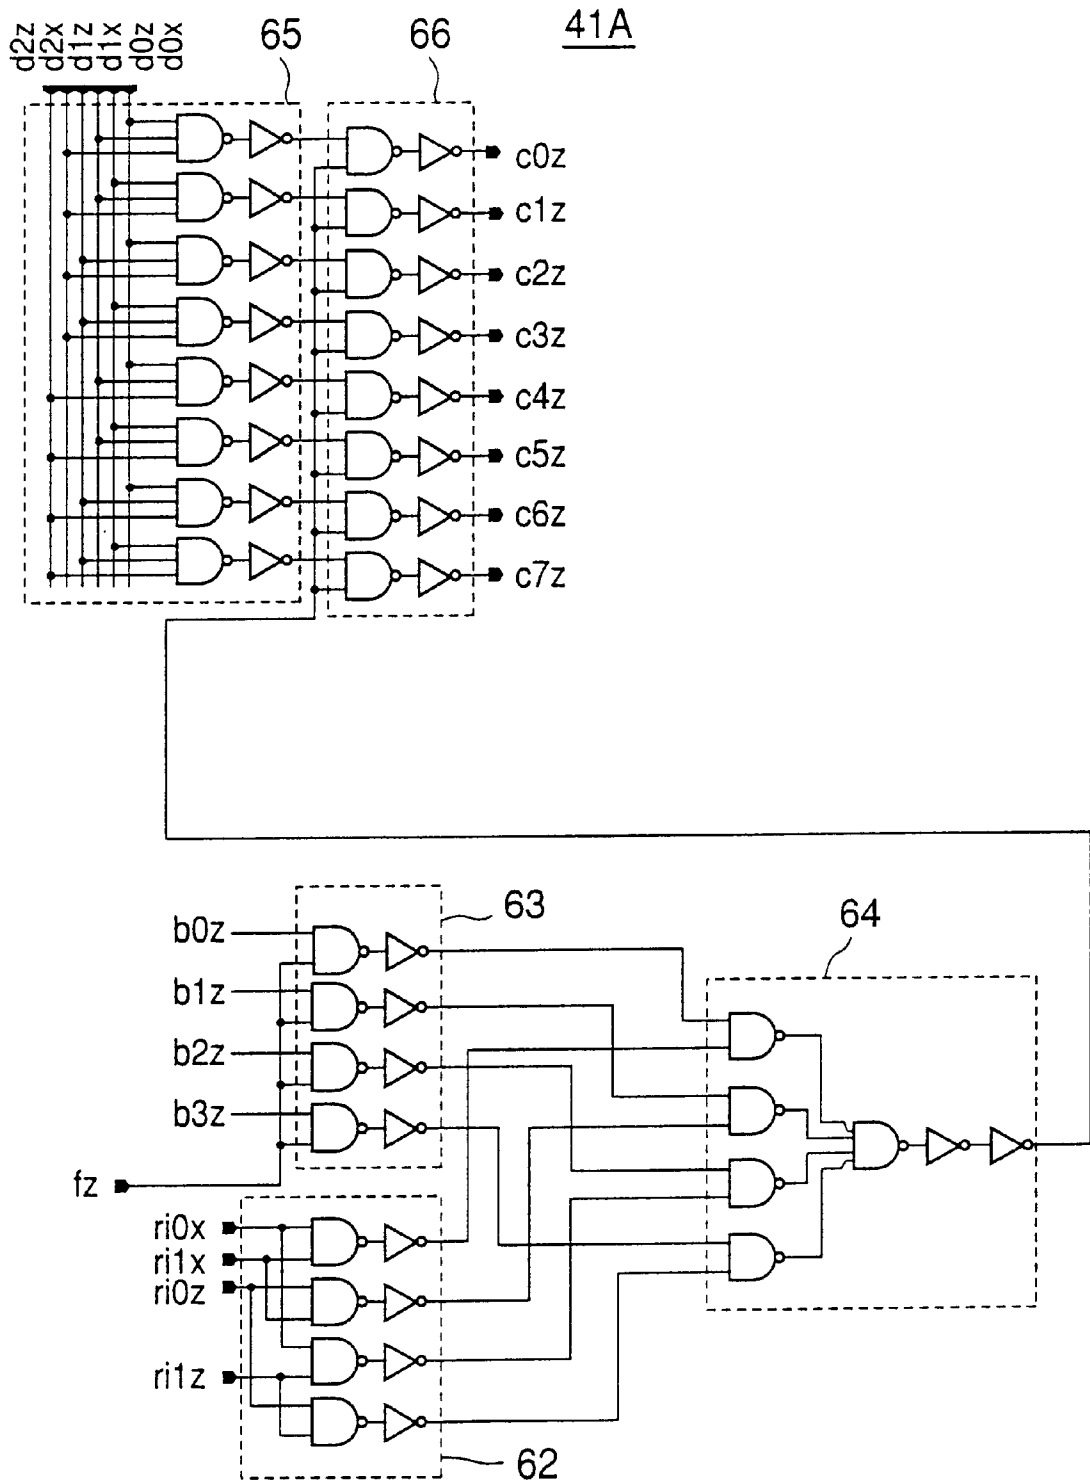 41A
d2z
d2x
d1z
d1x
d0z
d0x
65
66
c0z
c1z
c2z
c3z
c4z
c5z
c6z
c7z
63
64
b0z
b1z
b2z
b3z
fz
ri0x
ri1x
ri0z
ri1z
62